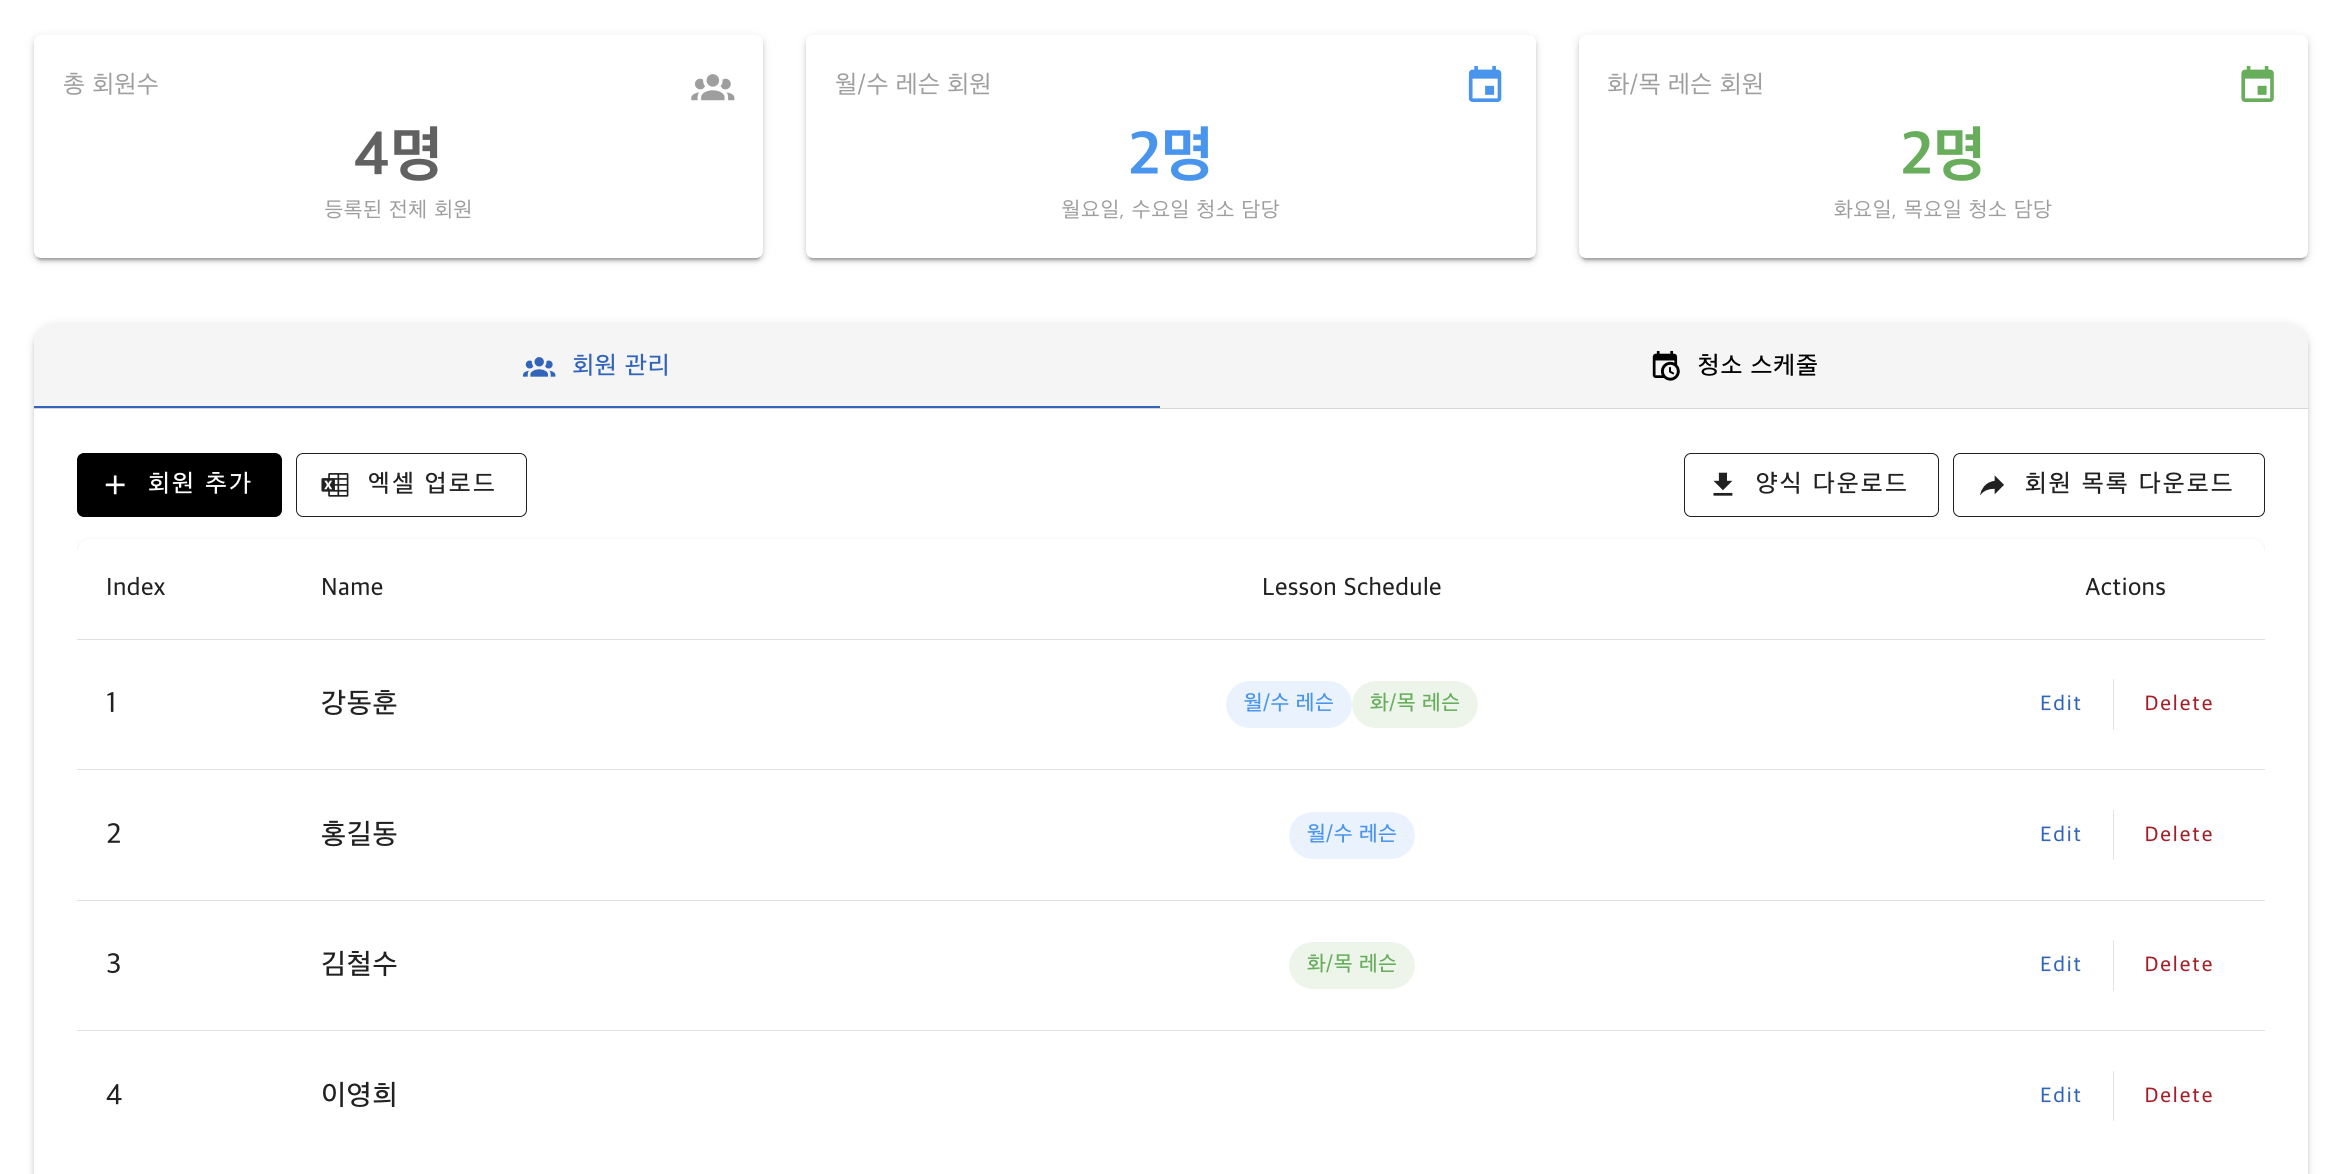 총 회원수
4명
등록된 전체 회원
월/수 레슨 회원
2명
월요일, 수요일 청소 담당
화/목 레슨 회원
2명
화요일, 목요일 청소 담당
회원 관리
청소 스케줄
회원 추가
엑셀 업로드
양식 다운로드
회원 목록 다운로드
Index Name Lesson Schedule Actions
1 강동훈 월/수 레슨 화/목 레슨 Edit Delete
2 홍길동 월/수 레슨 Edit Delete
3 김철수 화/목 레슨 Edit Delete
4 이영희 Edit Delete